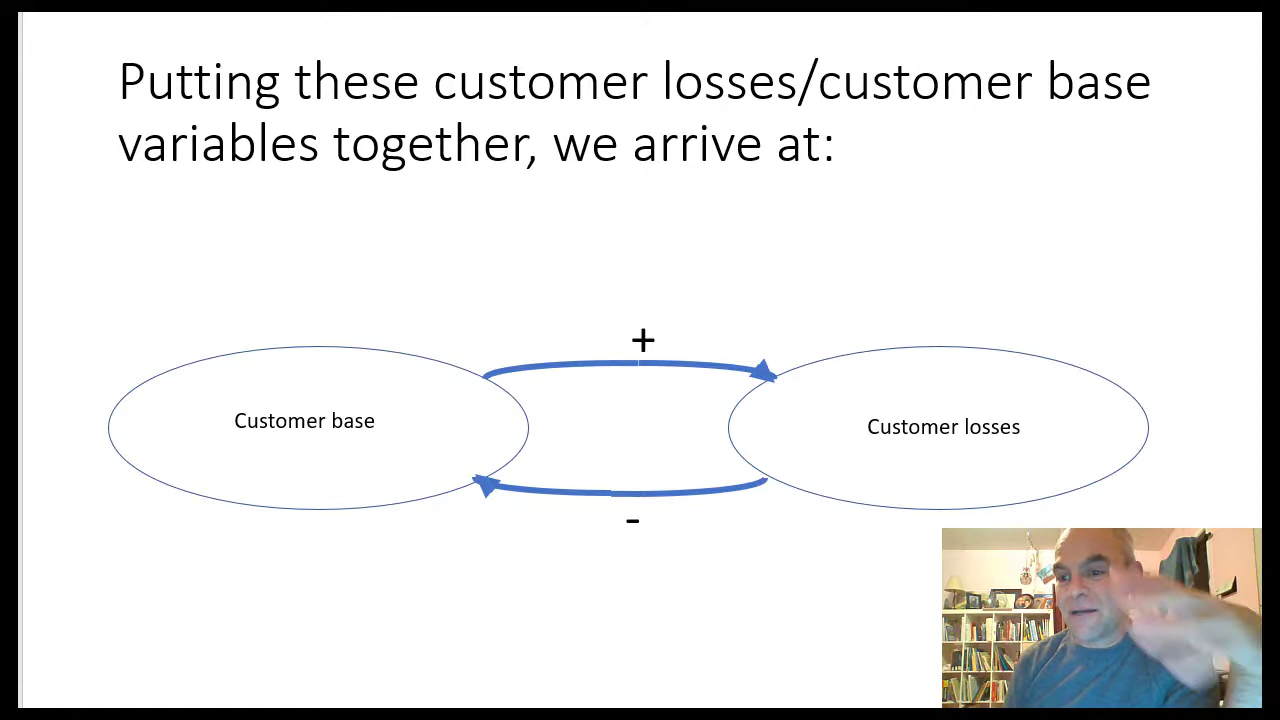 Putting these customer losses/customer base
variables together, we arrive at:
+
Customer base
Customer losses
-